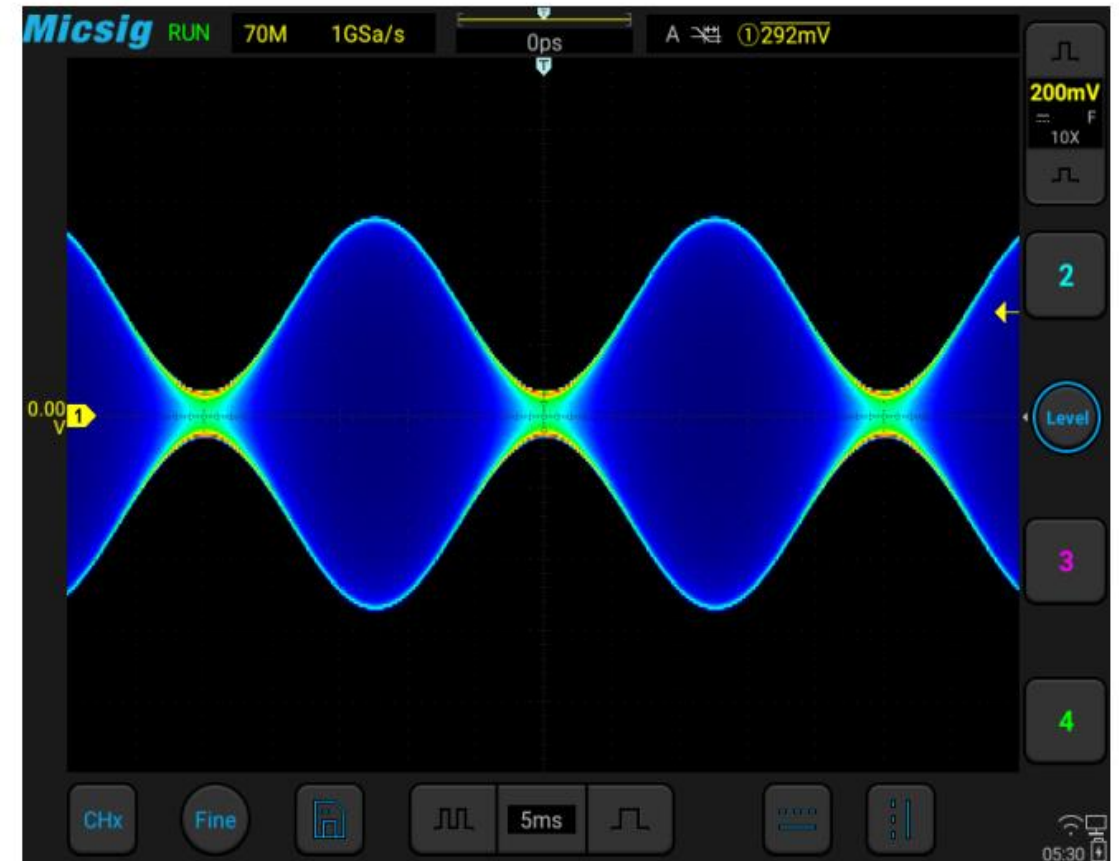 Micsig RUN 70M 1GSa/s 0ps A ①292mV
T
200mV
F
10X
2
0.00 1
V
Level
3
4
CHx Fine 5ms
05:30